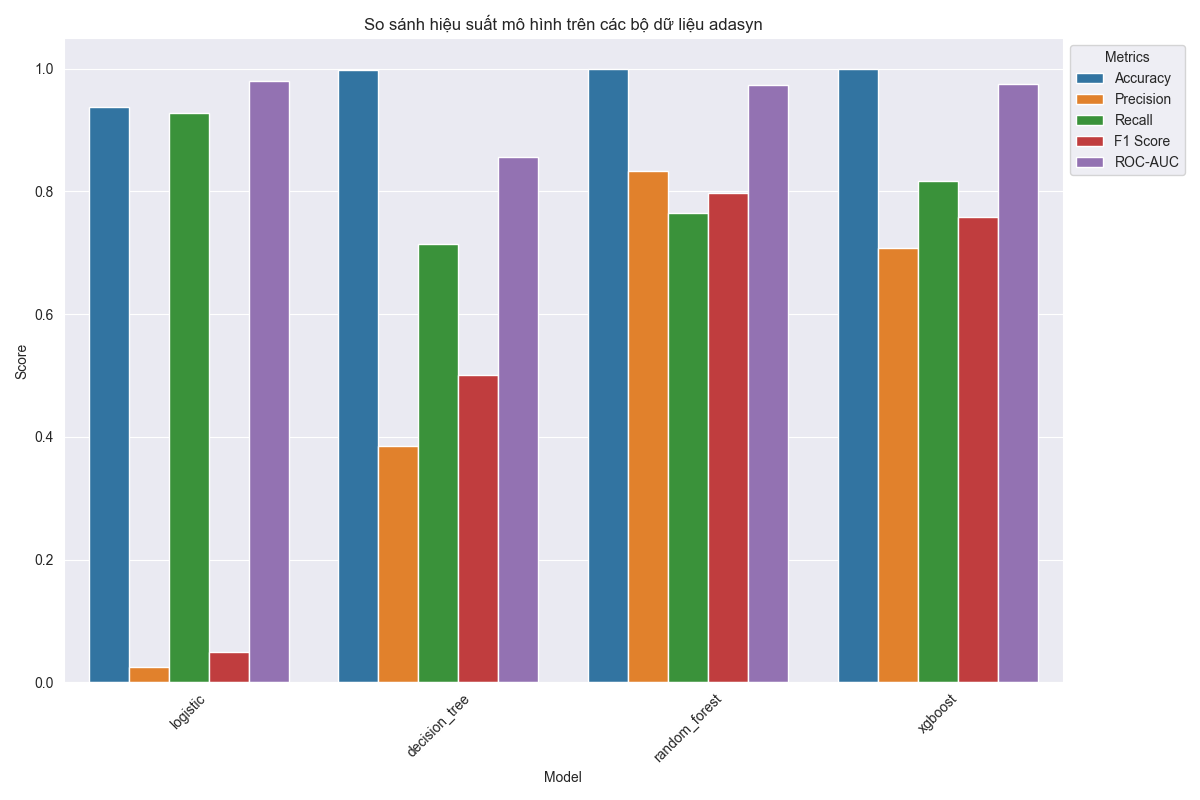 So sánh hiệu suất mô hình trên các bộ dữ liệu adasyn
Metrics
Accuracy
Precision
Recall
F1 Score
ROC-AUC
Score
1.0
0.8
0.6
0.4
0.2
0.0
logistic
decision_tree
random_forest
xgboost
Model